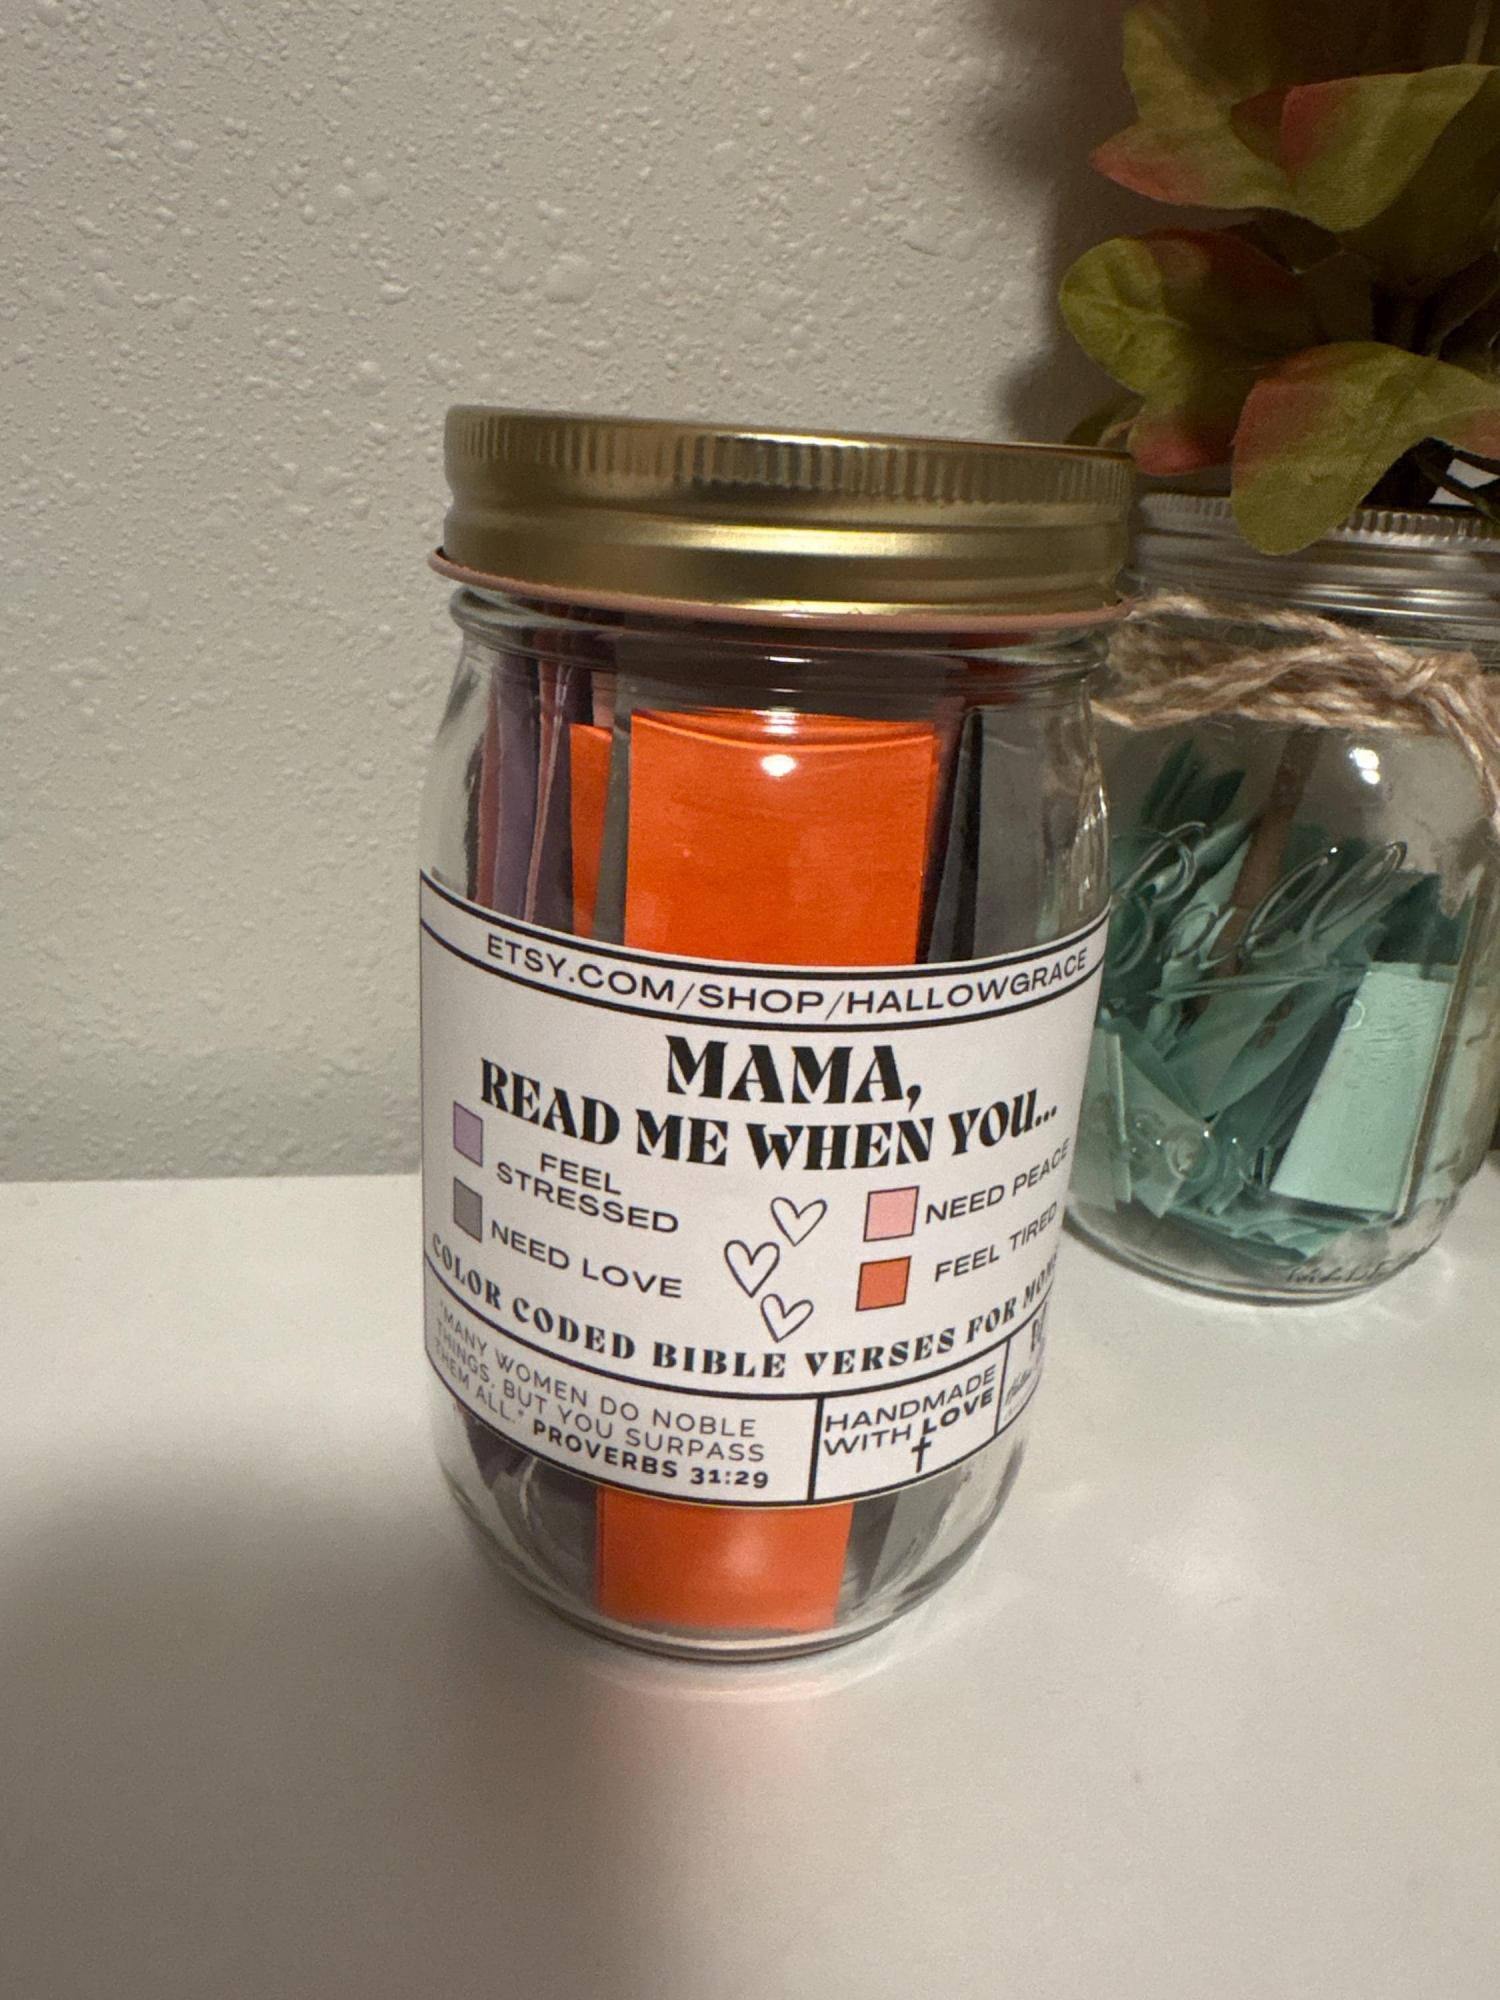 ETSY.COM/SHOP/HALLOWGRACE
MAMA,
READ ME WHEN YOU...
FEEL
STRESSED
NEED LOVE
NEED PEACE
FEEL TIRED
COLOR CODED BIBLE VERSES FOR MOMS
"MANY WOMEN DO NOBLE
THINGS, BUT YOU SURPASS
THEM ALL." PROVERBS 31:29
HANDMADE
WITH LOVE
Ball